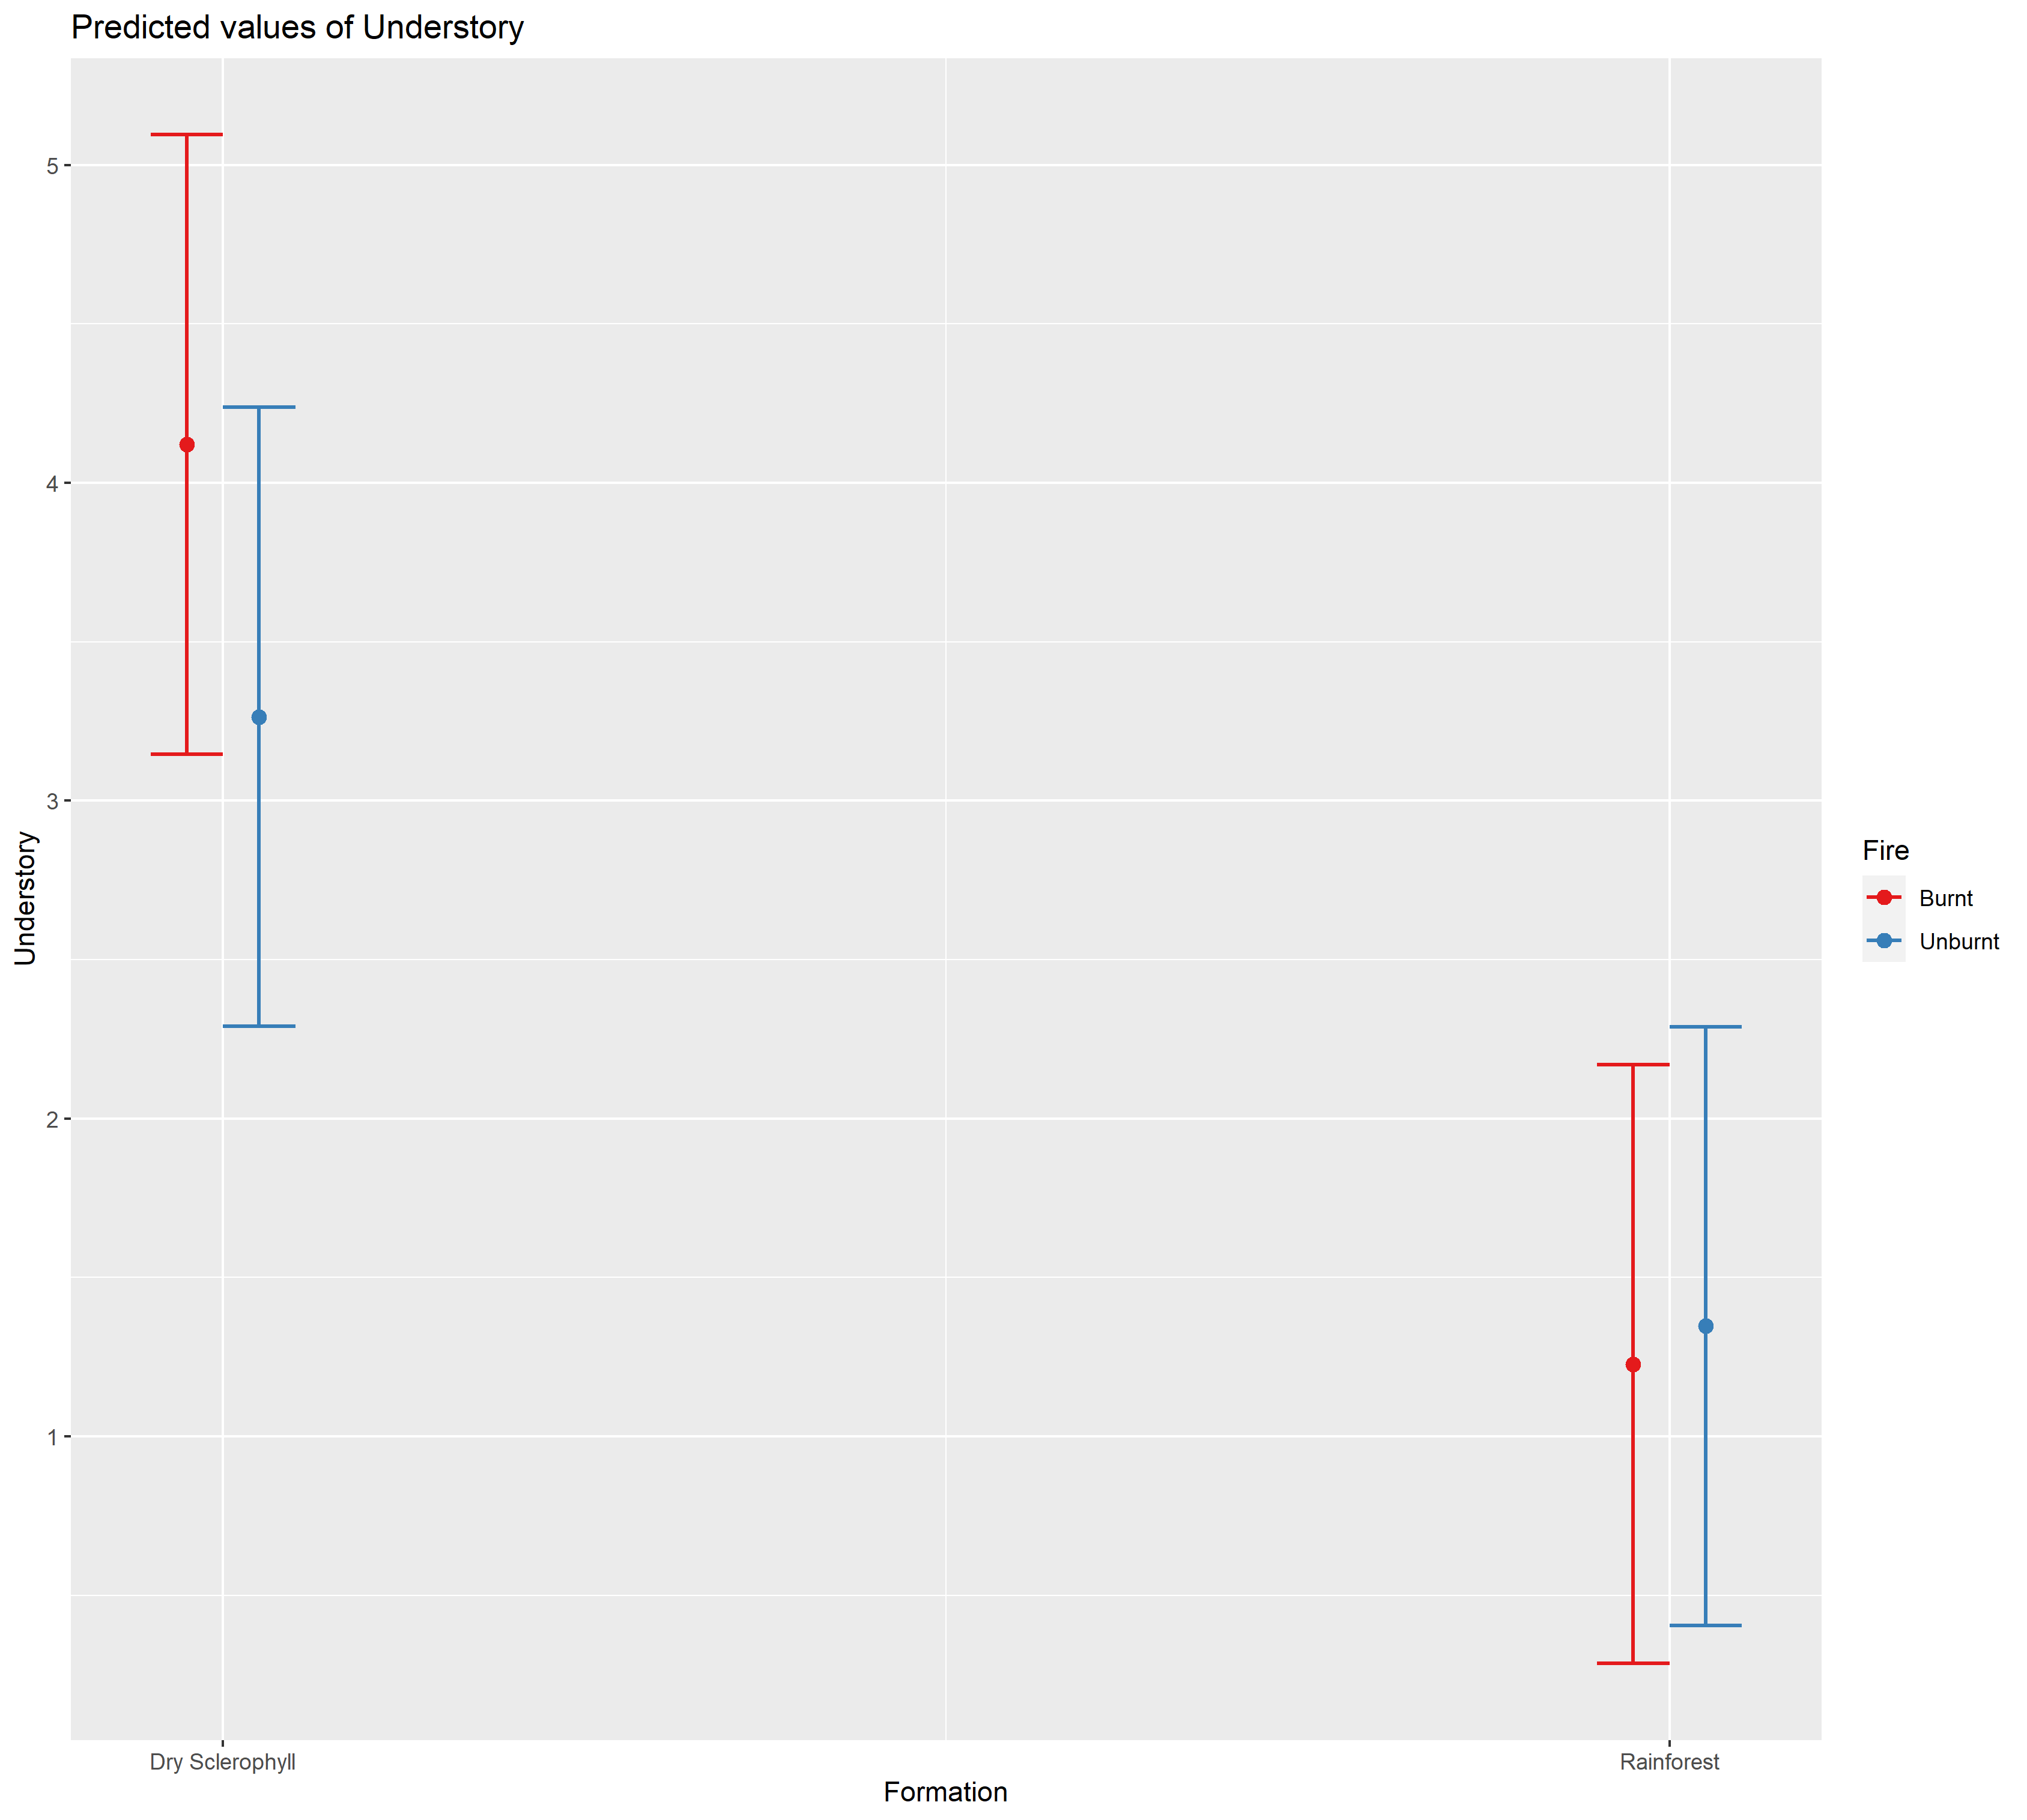 Predicted values of Understory
5
4
3
2
1
Understory
Dry Sclerophyll
Rainforest
Formation
Fire
Burnt
Unburnt